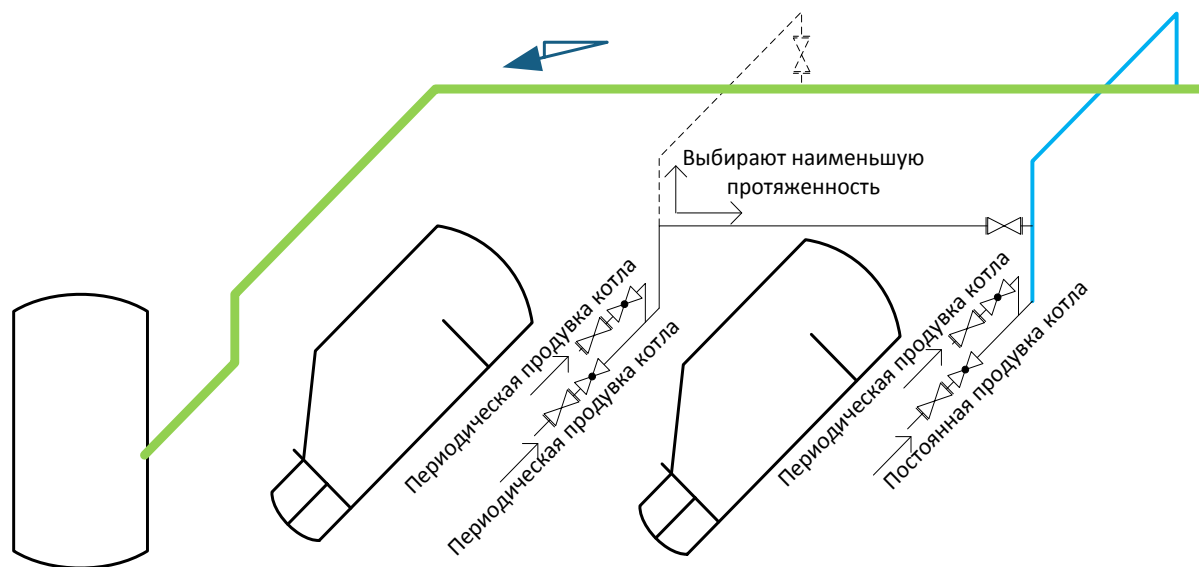 Выбирают наименьшую
протяженность
Периодическая продувка котла
Периодическая продувка котла
Периодическая продувка котла
Постоянная продувка котла